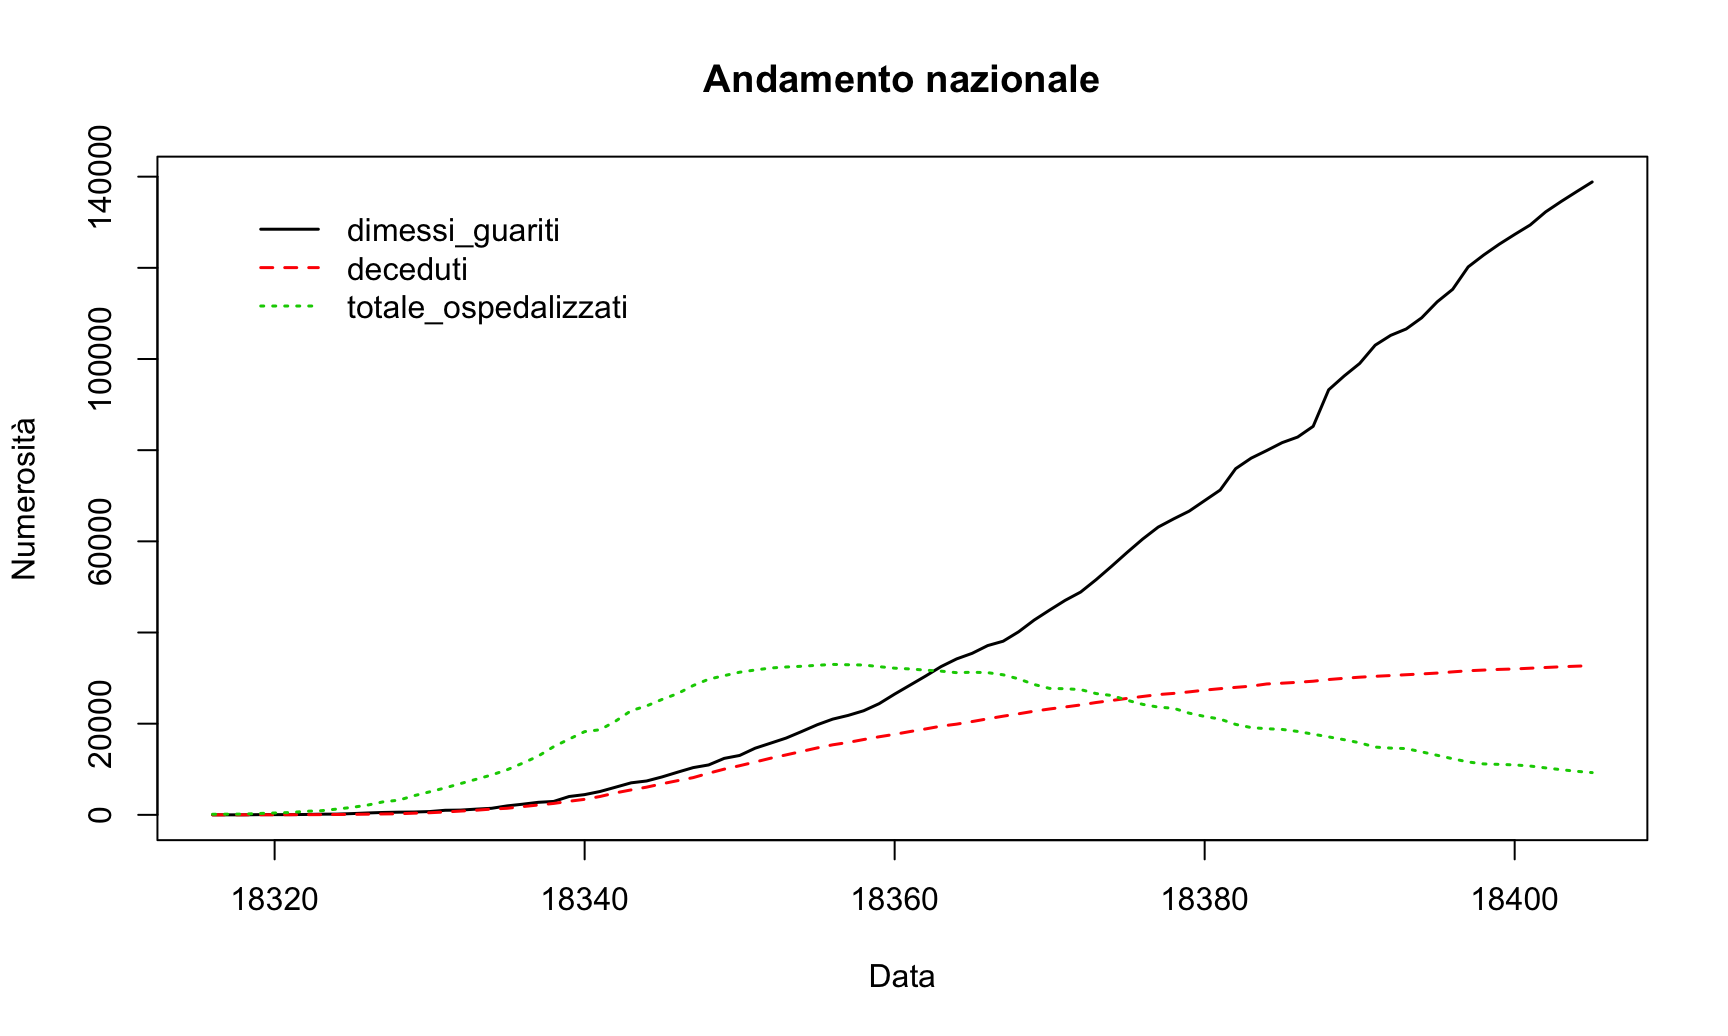 Andamento nazionale
dimessi_guariti
deceduti
totale_ospedalizzati
Numerosità
140000
100000
60000
20000
0
18320 18340 18360 18380 18400
Data